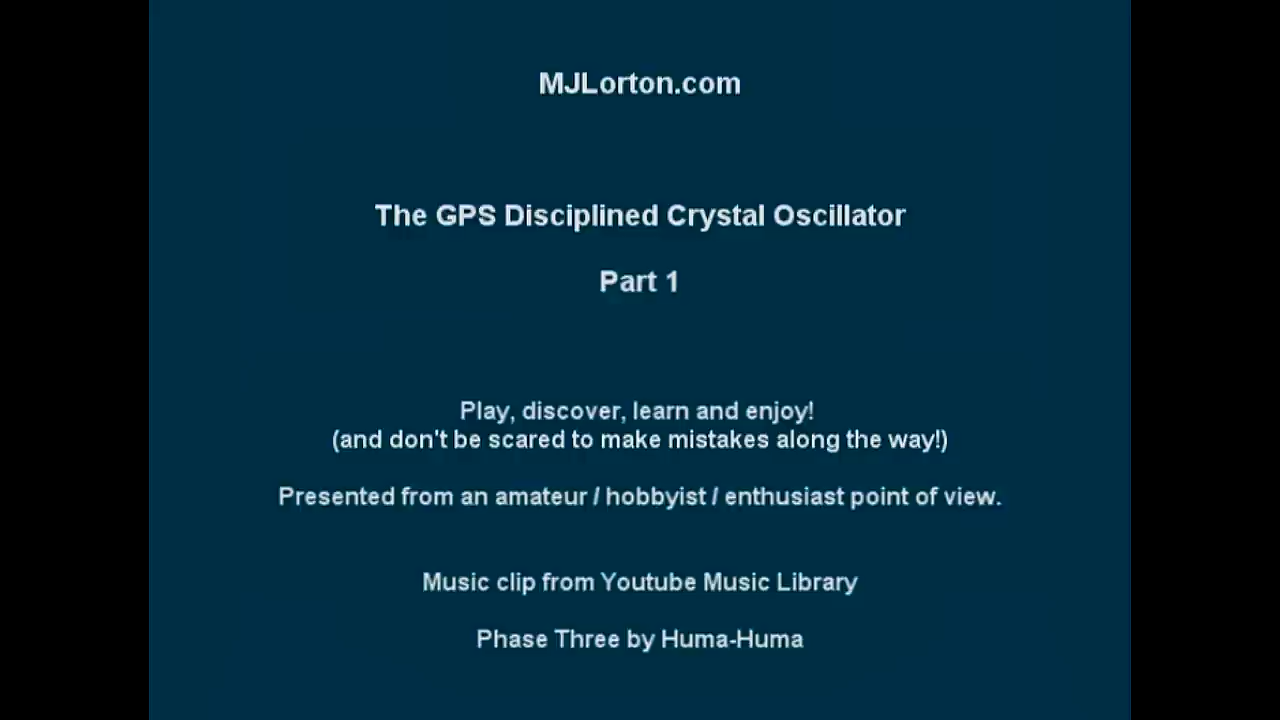 MJLorton.com
The GPS Disciplined Crystal Oscillator
Part 1
Play, discover, learn and enjoy!
(and don't be scared to make mistakes along the way!)
Presented from an amateur / hobbyist / enthusiast point of view.
Music clip from Youtube Music Library
Phase Three by Huma-Huma